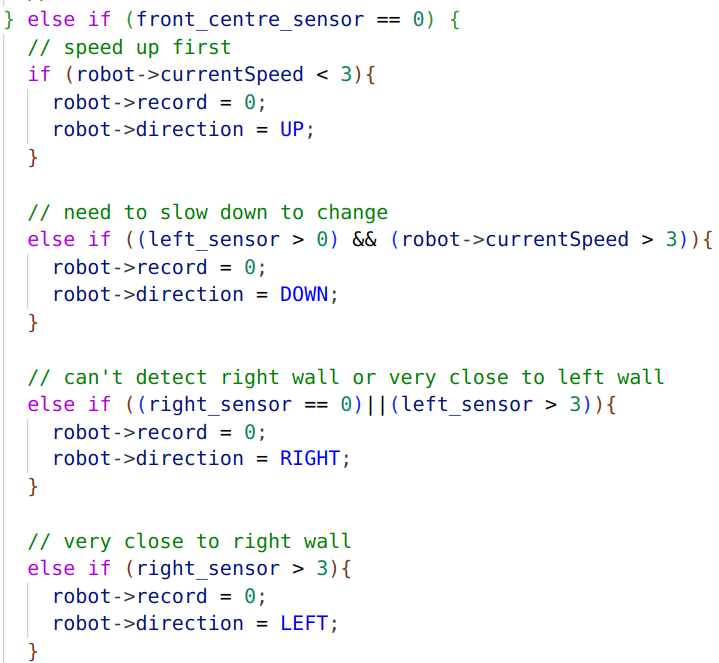 } else if (front_centre_sensor == 0) {
// speed up first
if (robot->currentSpeed < 3){
robot->record = 0;
robot->direction = UP;
}
// need to slow down to change
else if ((left_sensor > 0) && (robot->currentSpeed > 3)){
robot->record = 0;
robot->direction = DOWN;
}
// can't detect right wall or very close to left wall
else if ((right_sensor == 0)||(left_sensor > 3)){
robot->record = 0;
robot->direction = RIGHT;
}
// very close to right wall
else if (right_sensor > 3){
robot->record = 0;
robot->direction = LEFT;
}